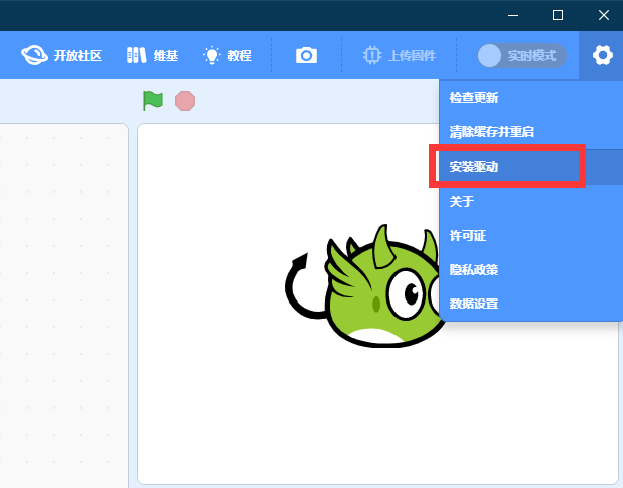 开放社区 维基 教程 上传固件 实时模式
检查更新
清除缓存并重启
安装驱动
关于
许可证
隐私政策
数据设置